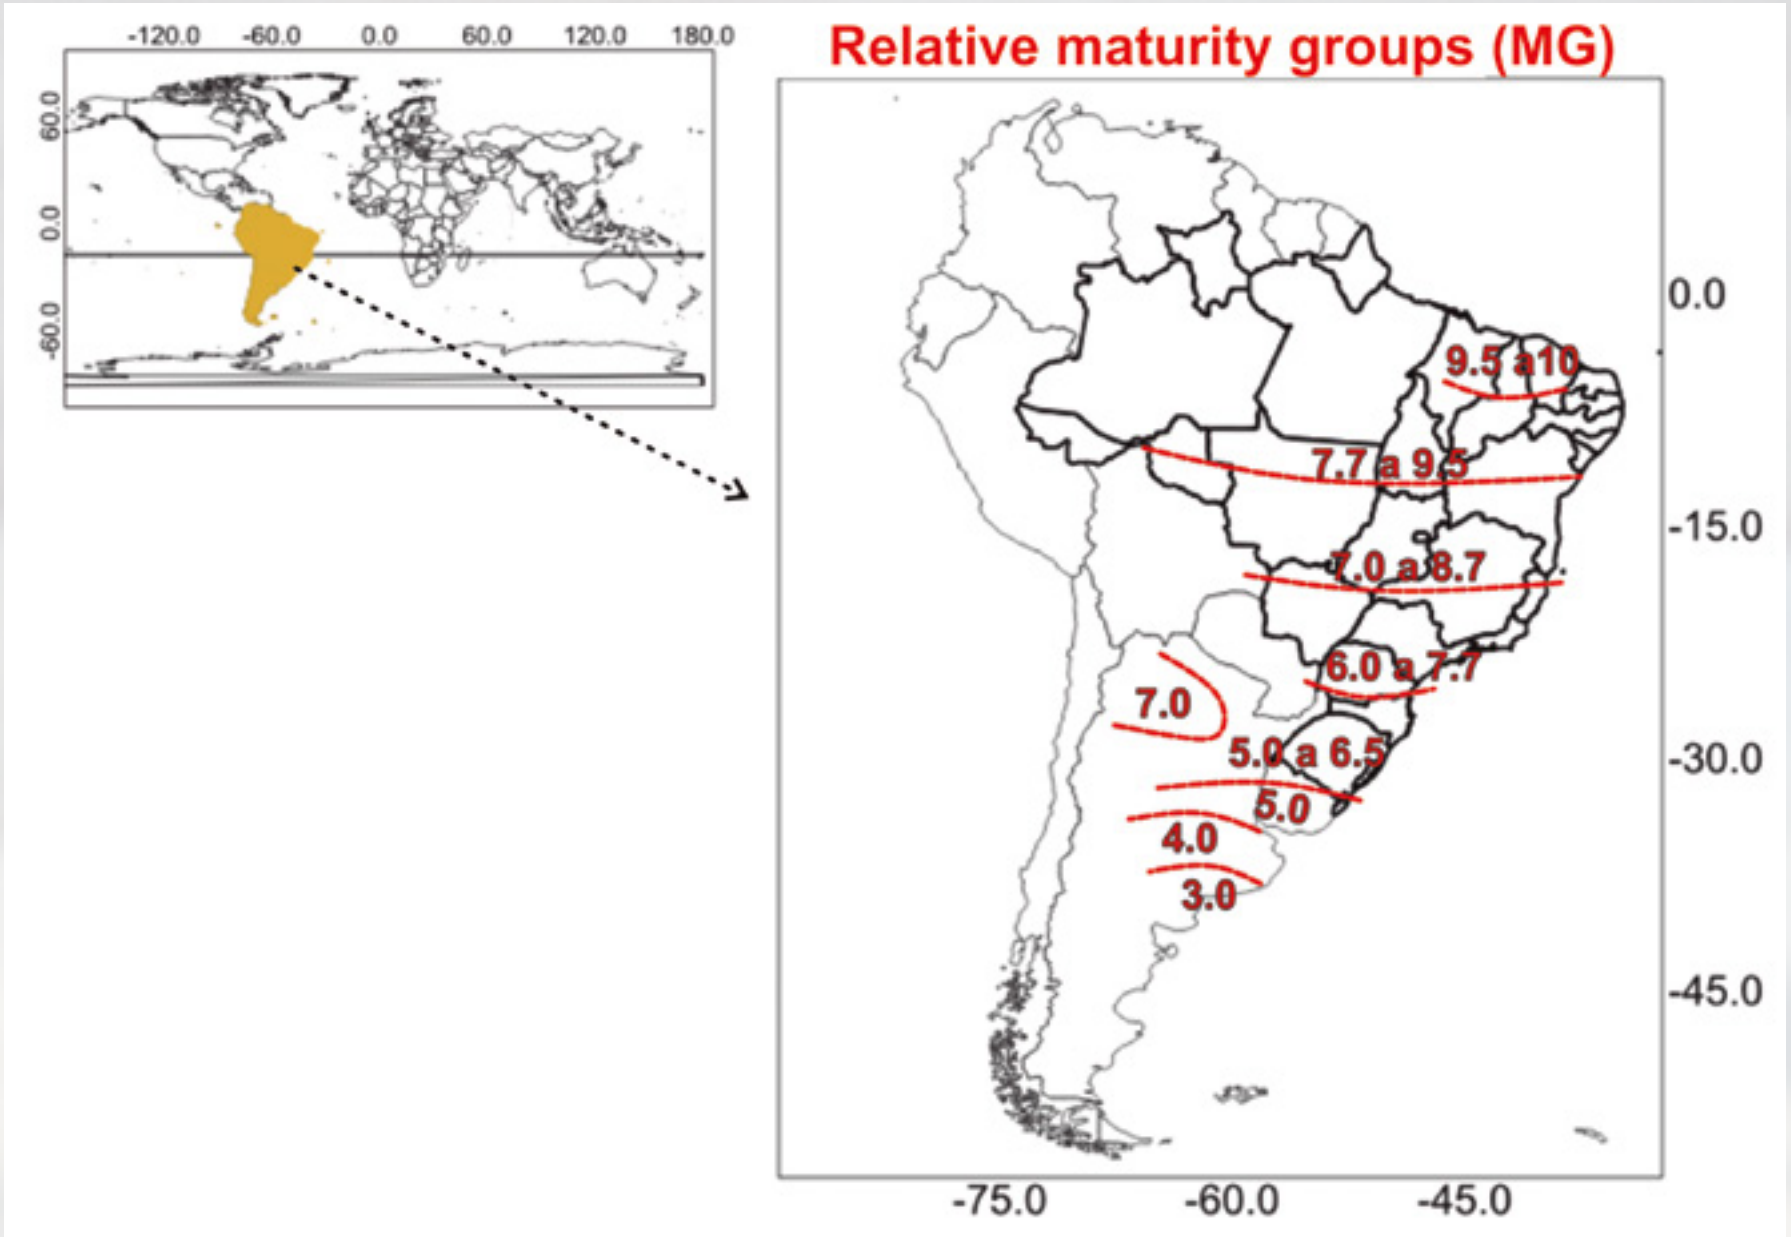 Relative maturity groups (MG)
-120.0 -60.0 0.0 60.0 120.0 180.0
60.0
0.0
-60.0
0.0
-15.0
-30.0
-45.0
9.5 a10
7.7 a 9.5
7.0 a 8.7
6.0 a 7.7
7.0
5.0 a 6.5
5.0
4.0
3.0
-75.0 -60.0 -45.0